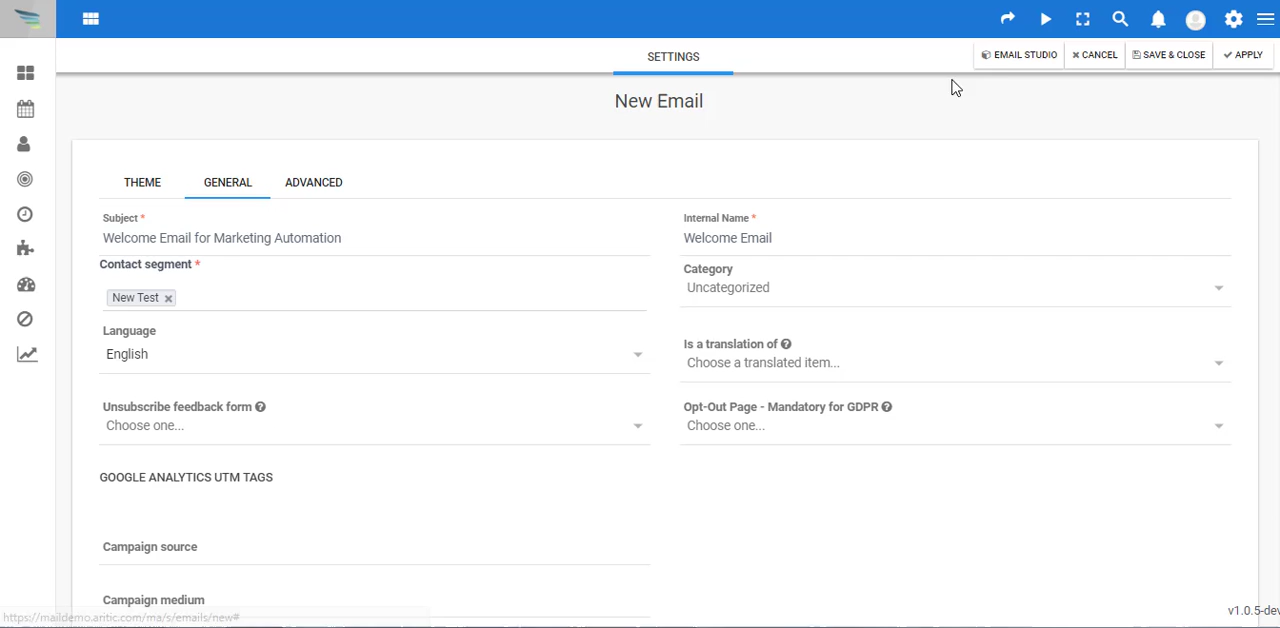 SETTINGS
EMAIL STUDIO
CANCEL
SAVE & CLOSE
APPLY
New Email
THEME
GENERAL
ADVANCED
Subject *
Welcome Email for Marketing Automation
Internal Name *
Welcome Email
Contact segment *
New Test
Category
Uncategorized
Language
English
Is a translation of
Choose a translated item...
Unsubscribe feedback form
Choose one...
Opt-Out Page - Mandatory for GDPR
Choose one...
GOOGLE ANALYTICS UTM TAGS
Campaign source
Campaign medium
https://maildemo.aritic.com/ma/s/emails/new#
v1.0.5-dev